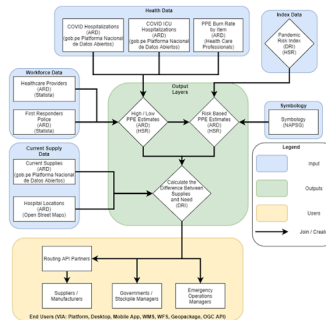 Health Data
COVID Hospitalizations
(ARD)
(gob.pe Platafoma Nacional
de Datos Abiertos)
COVID ICU
Hospitalizations
(ARD)
(gob.pe Platafoma Nacional
de Datos Abiertos)
PPE Burn Rate
by Item
(ARD)
(Health Care
Professionals)
Index Data
Pandemic
Risk Index
(DRI)
(HSR)
Workforce Data
Healthcare Providers
(ARD)
(Statista)
First Responders
Police
(ARD)
(Statista)
Output
Layers
High / Low
PPE Estimates
(ARD)
(HSR)
Risk Based
PPE Estimates
(ARD)
(HSR)
Symbology
Symbology
(NAPSG)
Current Supply Data
Current Supplies
(ARD)
(gob.pe Platafoma Nacional
de Datos Abiertos)
Hospital Locations
(ARD)
(Open Street Maps)
Calculate the
Difference Between
Supplies
and Need
(DRI)
Legend
Input
Outputs
Users
Join / Create
Routing API Partners
Suppliers /
Manufacturers
Governments /
Stockpile Managers
Emergency
Operations
Managers
End Users (VIA: Platform, Desktop, Mobile App, WMS, WFS, Geopackage, OGC API)